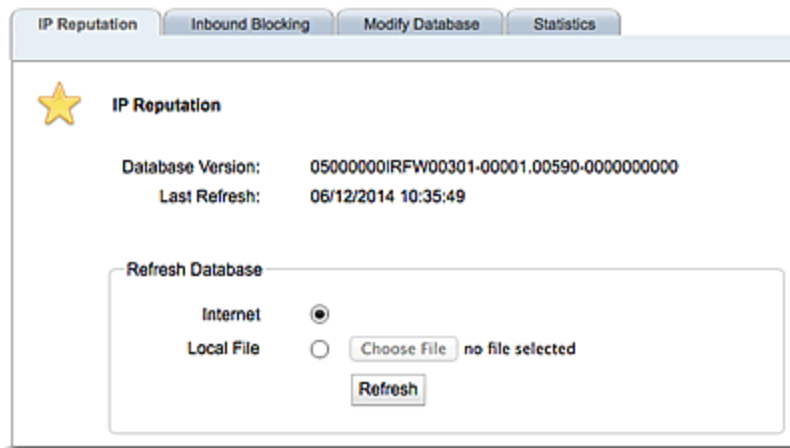 IP Reputation Inbound Blocking Modify Database Statistics
IP Reputation
Database Version: 05000000IRFW00301-00001.00590-0000000000
Last Refresh: 06/12/2014 10:35:49
Refresh Database
Internet
Local File Choose File no file selected
Refresh